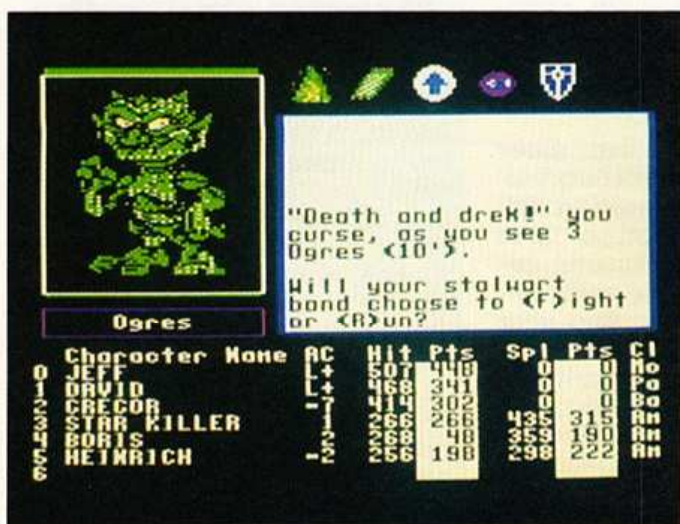 "Death and drek!" you
curse, as you see 3
Ogres <10'>.
Will your stalwart
band choose to <F>ight
or <R>un?
Ogres
Character Name AC Hit Pts Spl Pts Cl
0 JEFF L+ 507 448 0 0 Mo
1 DAVID L+ 468 341 0 0 Pa
2 GREGOR -7 414 302 0 0 Ba
3 STAR KILLER 1 266 266 435 315 Am
4 BORIS 2 268 48 359 190 Am
5 HEINRICH -2 256 198 298 222 Am
6